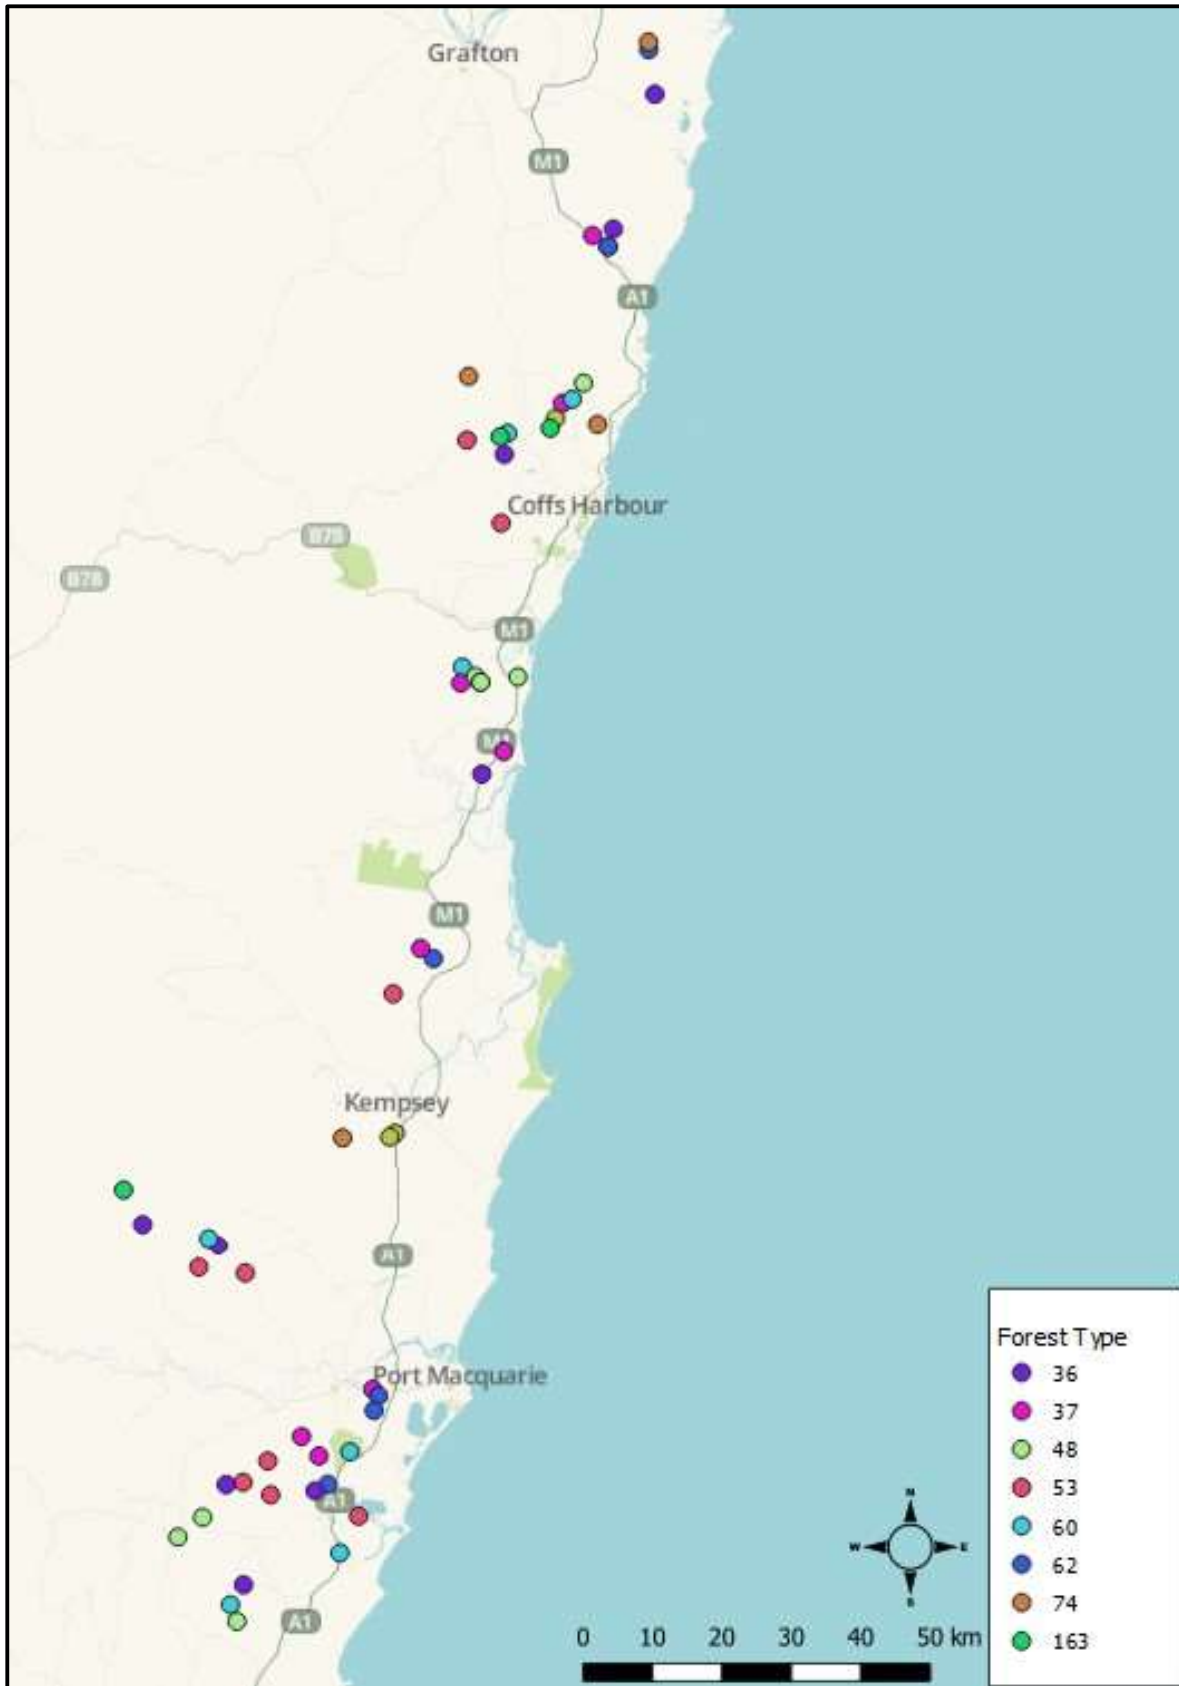 Grafton
M1
A1
Coffs Harbour
B78
B78
M1
M1
M1
Kempsey
A1
Port Macquarie
A1
A1
Forest Type
36
37
48
53
60
62
74
163
N
W E
S
0 10 20 30 40 50 km